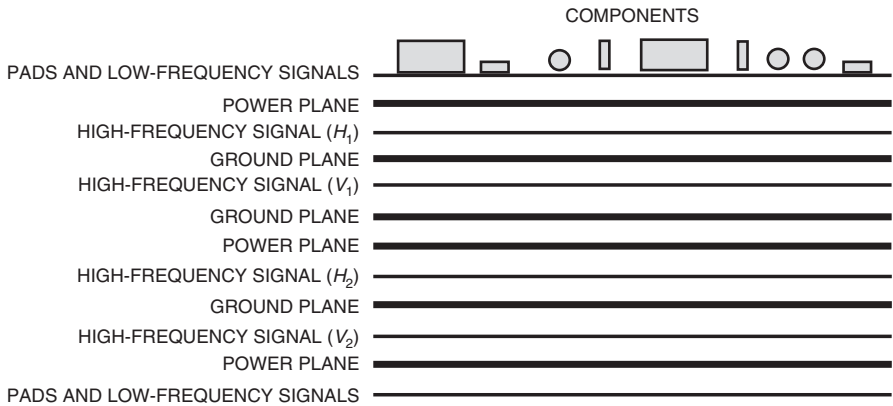 COMPONENTS
PADS AND LOW-FREQUENCY SIGNALS
POWER PLANE
HIGH-FREQUENCY SIGNAL (H₁)
GROUND PLANE
HIGH-FREQUENCY SIGNAL (V₁)
GROUND PLANE
POWER PLANE
HIGH-FREQUENCY SIGNAL (H₂)
GROUND PLANE
HIGH-FREQUENCY SIGNAL (V₂)
POWER PLANE
PADS AND LOW-FREQUENCY SIGNALS